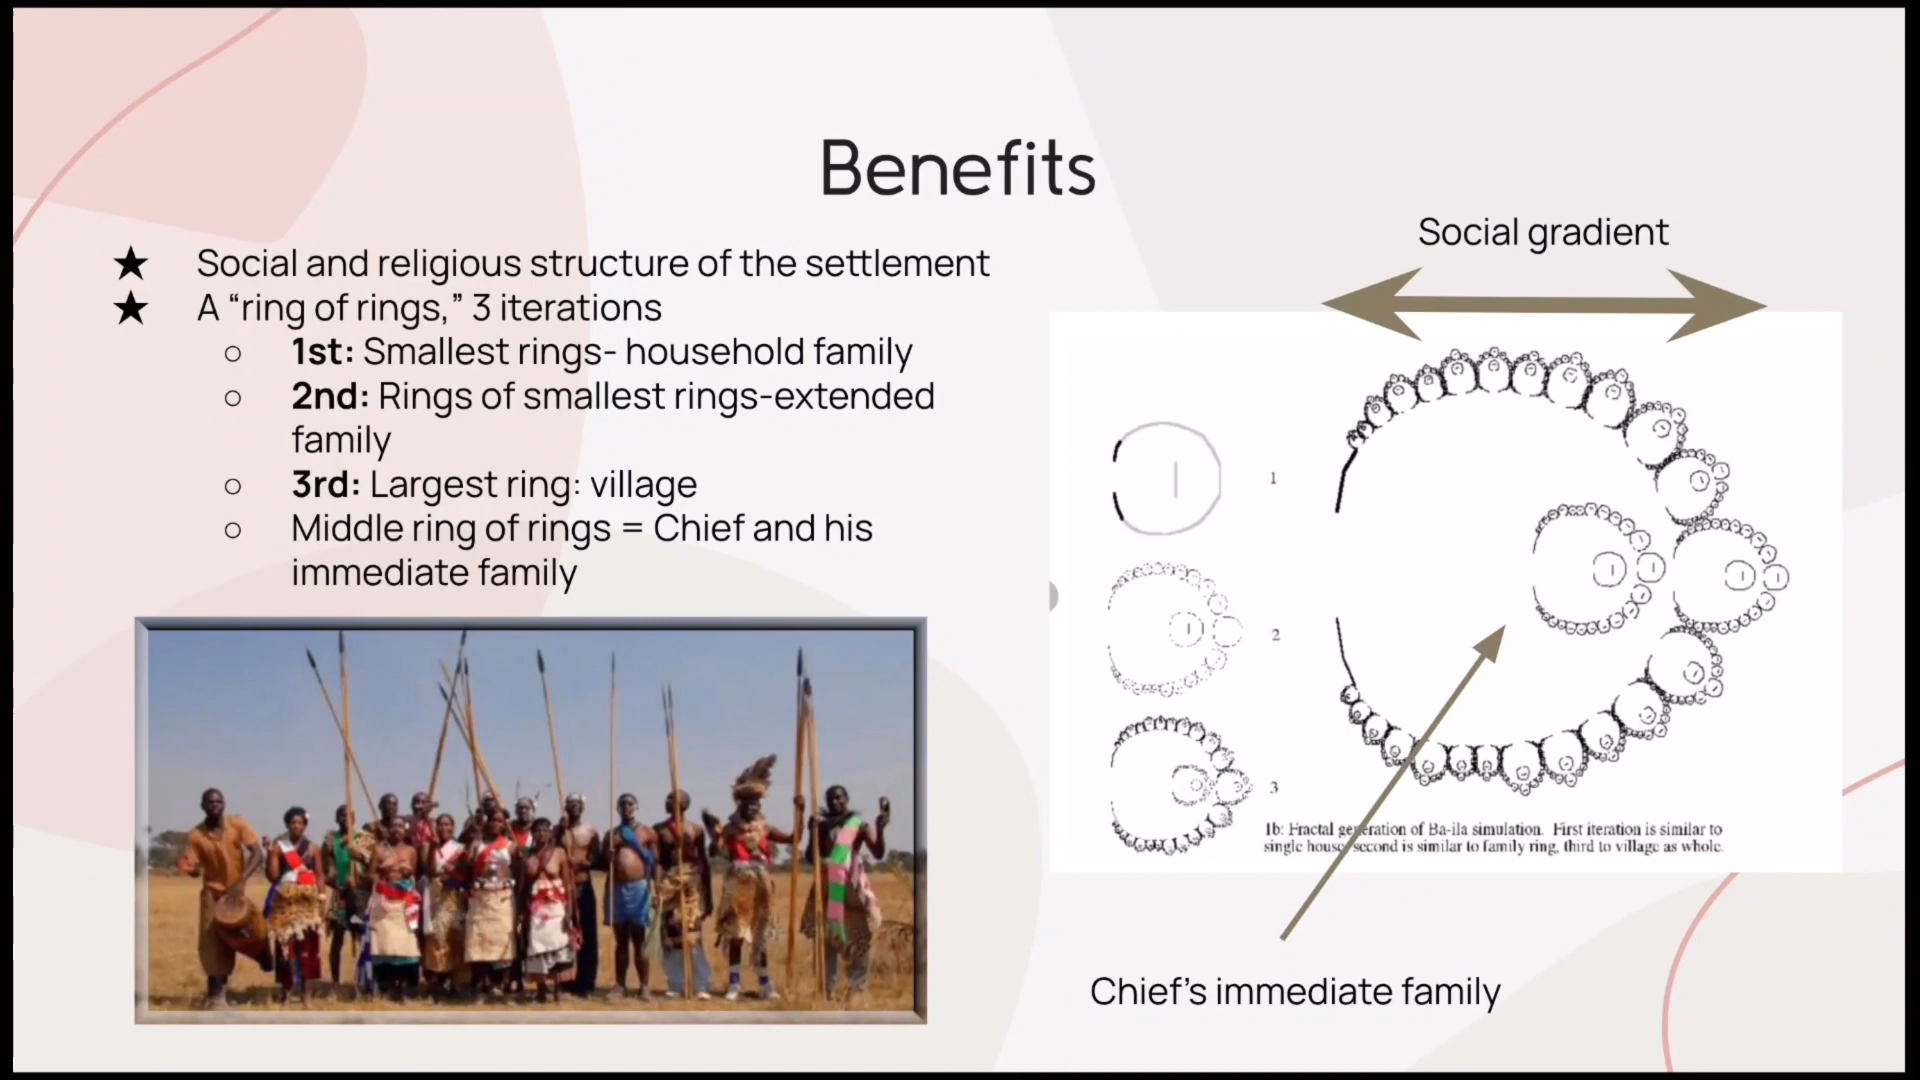 Benefits
★ Social and religious structure of the settlement
★ A “ring of rings,” 3 iterations
○ 1st: Smallest rings- household family
○ 2nd: Rings of smallest rings-extended
family
○ 3rd: Largest ring: village
○ Middle ring of rings = Chief and his
immediate family
Social gradient
1
2
3
1b: Fractal generation of Ba-ila simulation. First iteration is similar to
single house, second is similar to family ring, third to village as whole.
Chief’s immediate family